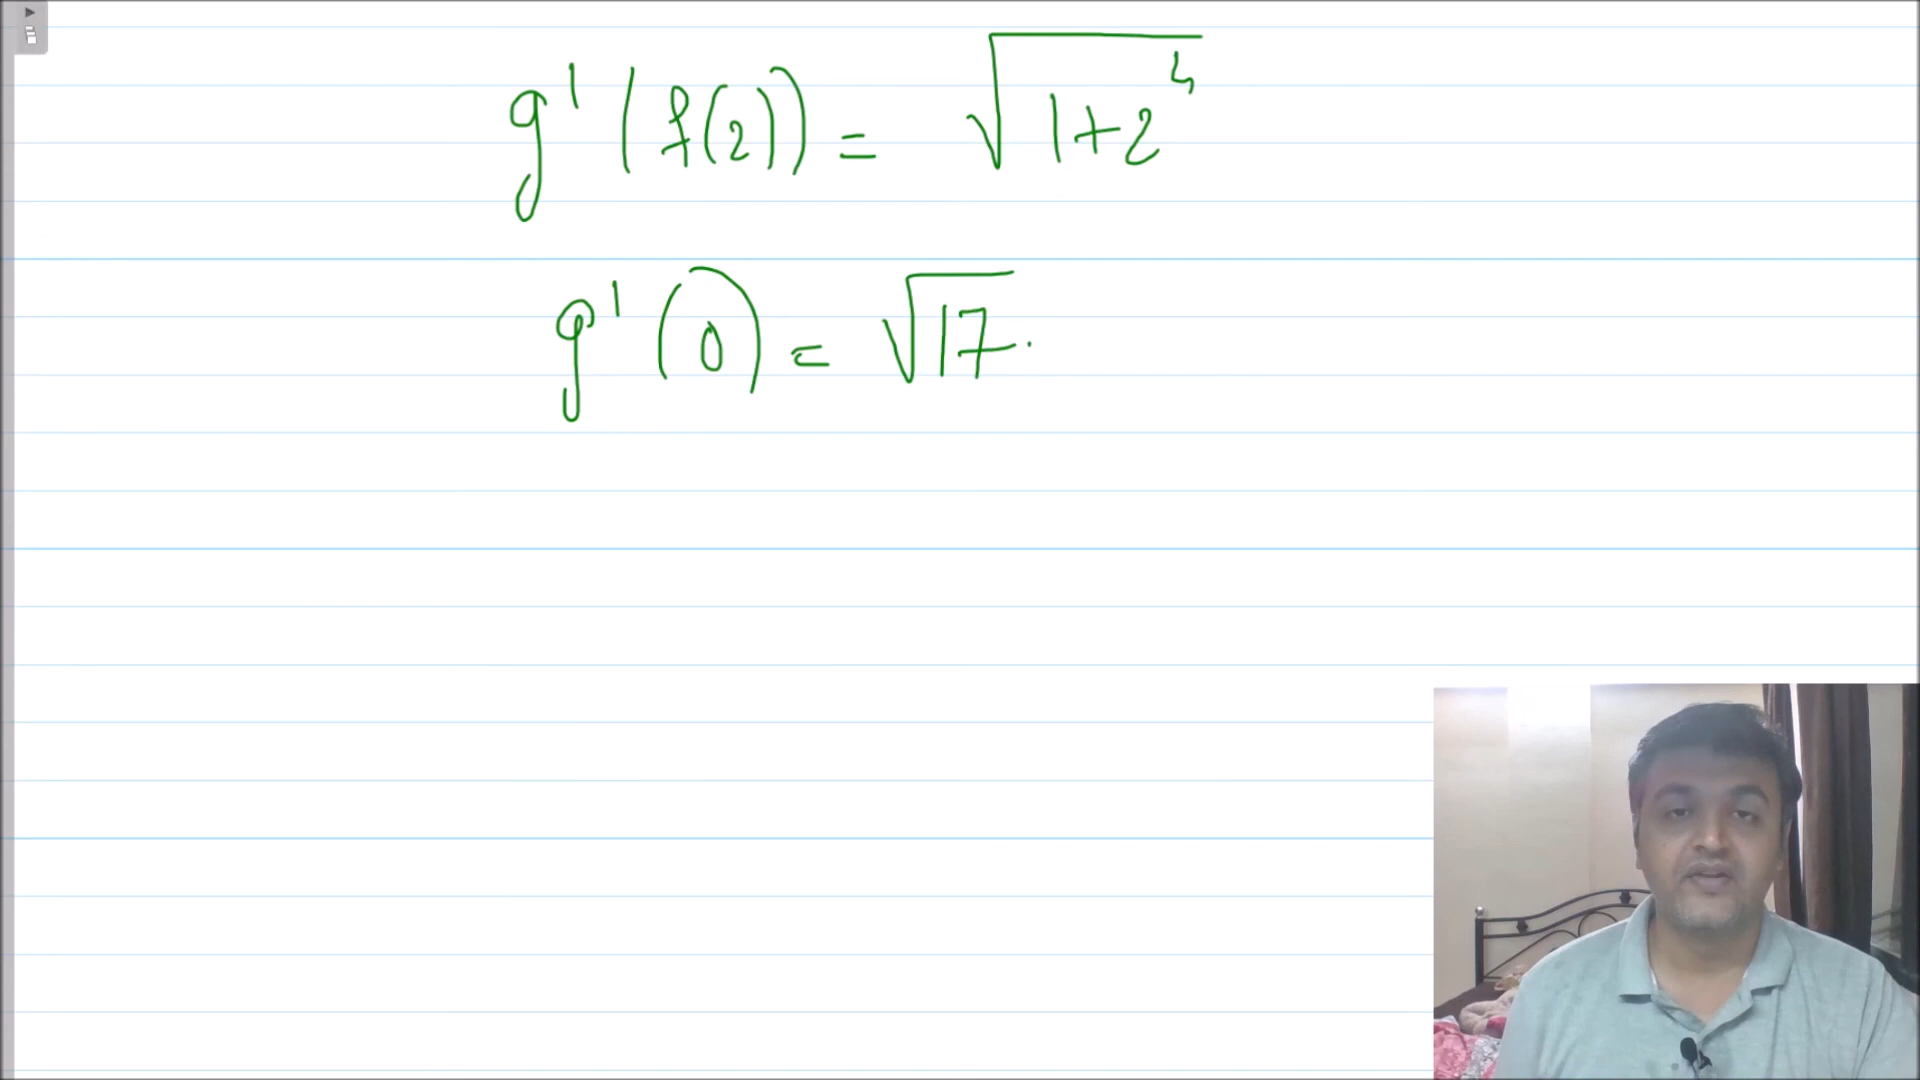 g'(f(2)) = √(1+2⁴)
g'(0) = √17.